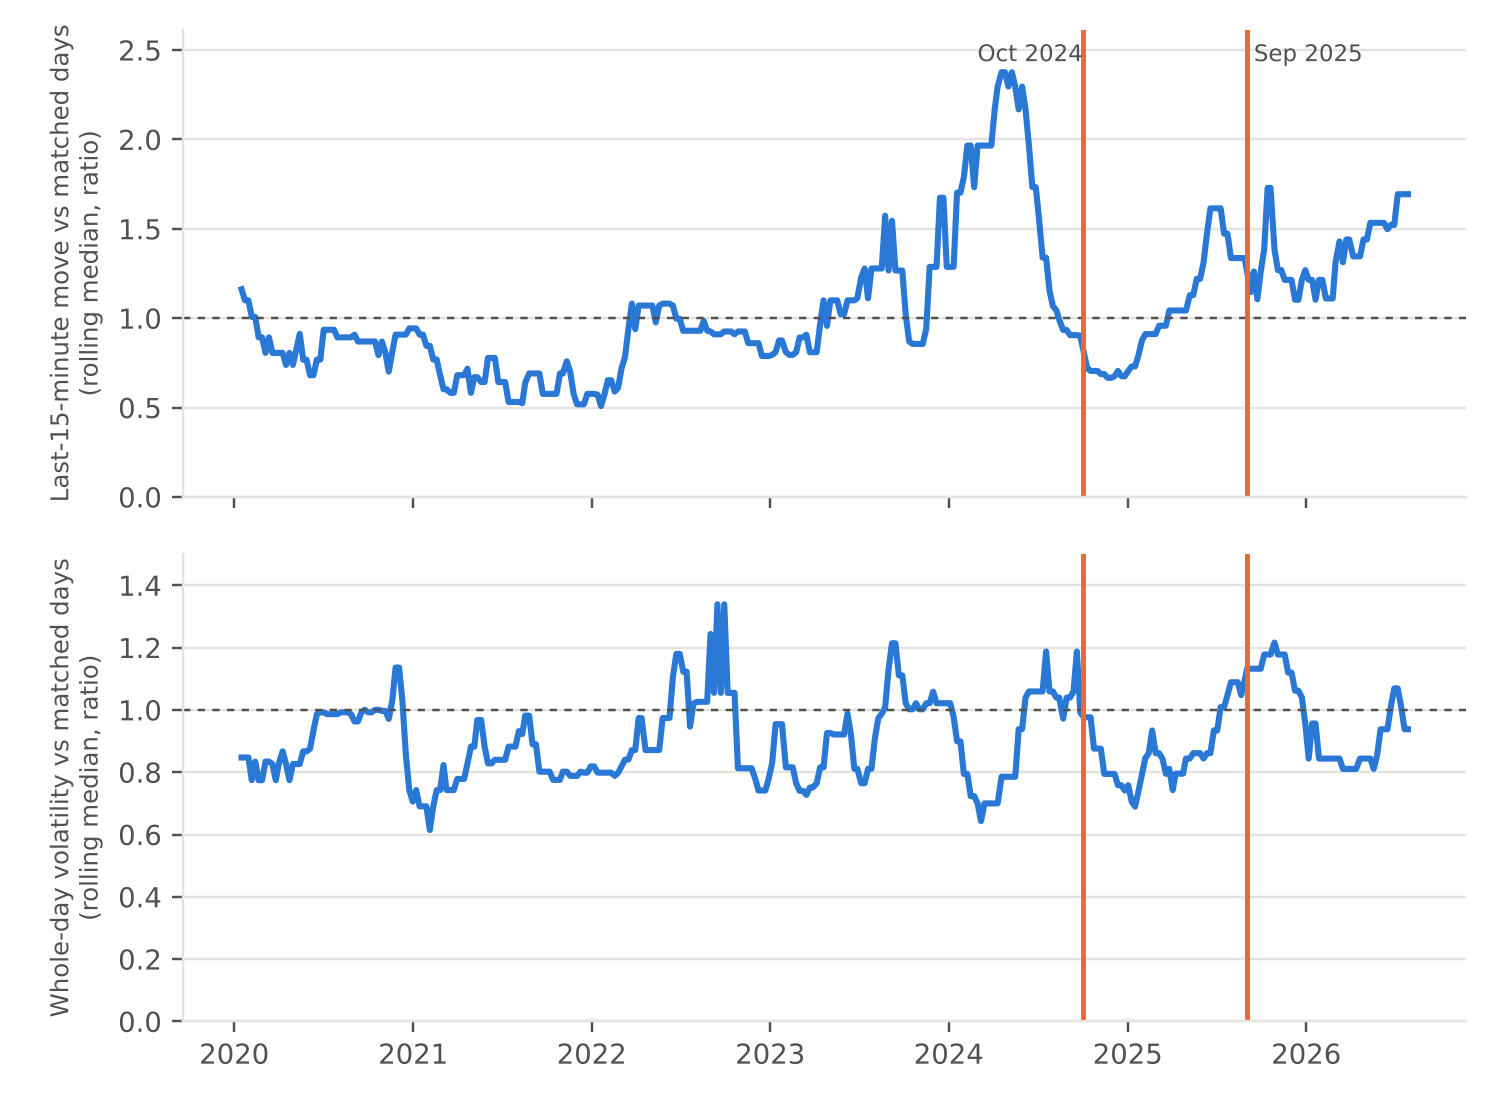 Last-15-minute move vs matched days
(rolling median, ratio)
2.5
2.0
1.5
1.0
0.5
0.0
Oct 2024
Sep 2025
Whole-day volatility vs matched days
(rolling median, ratio)
1.4
1.2
1.0
0.8
0.6
0.4
0.2
0.0
2020 2021 2022 2023 2024 2025 2026